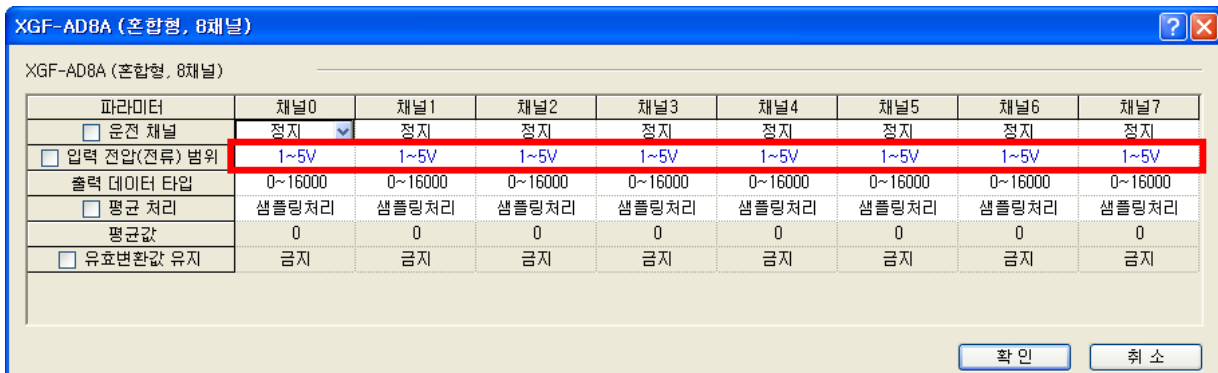 XGF-AD8A (혼합형, 8채널)
XGF-AD8A (혼합형, 8채널)
파라미터 채널0 채널1 채널2 채널3 채널4 채널5 채널6 채널7
운전 채널 정지 정지 정지 정지 정지 정지 정지 정지
입력 전압(전류) 범위 1~5V 1~5V 1~5V 1~5V 1~5V 1~5V 1~5V 1~5V
출력 데이터 타입 0~16000 0~16000 0~16000 0~16000 0~16000 0~16000 0~16000 0~16000
평균 처리 샘플링처리 샘플링처리 샘플링처리 샘플링처리 샘플링처리 샘플링처리 샘플링처리 샘플링처리
평균값 0 0 0 0 0 0 0 0
유효변환값 유지 금지 금지 금지 금지 금지 금지 금지 금지
확인 취소